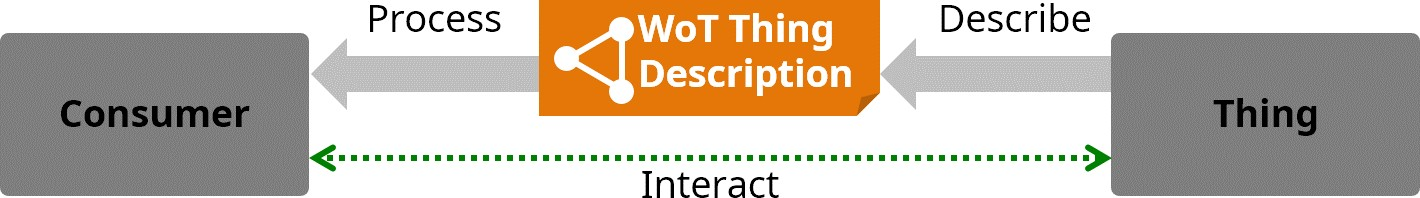 Process
WoT Thing
Description
Describe
Consumer
Thing
Interact